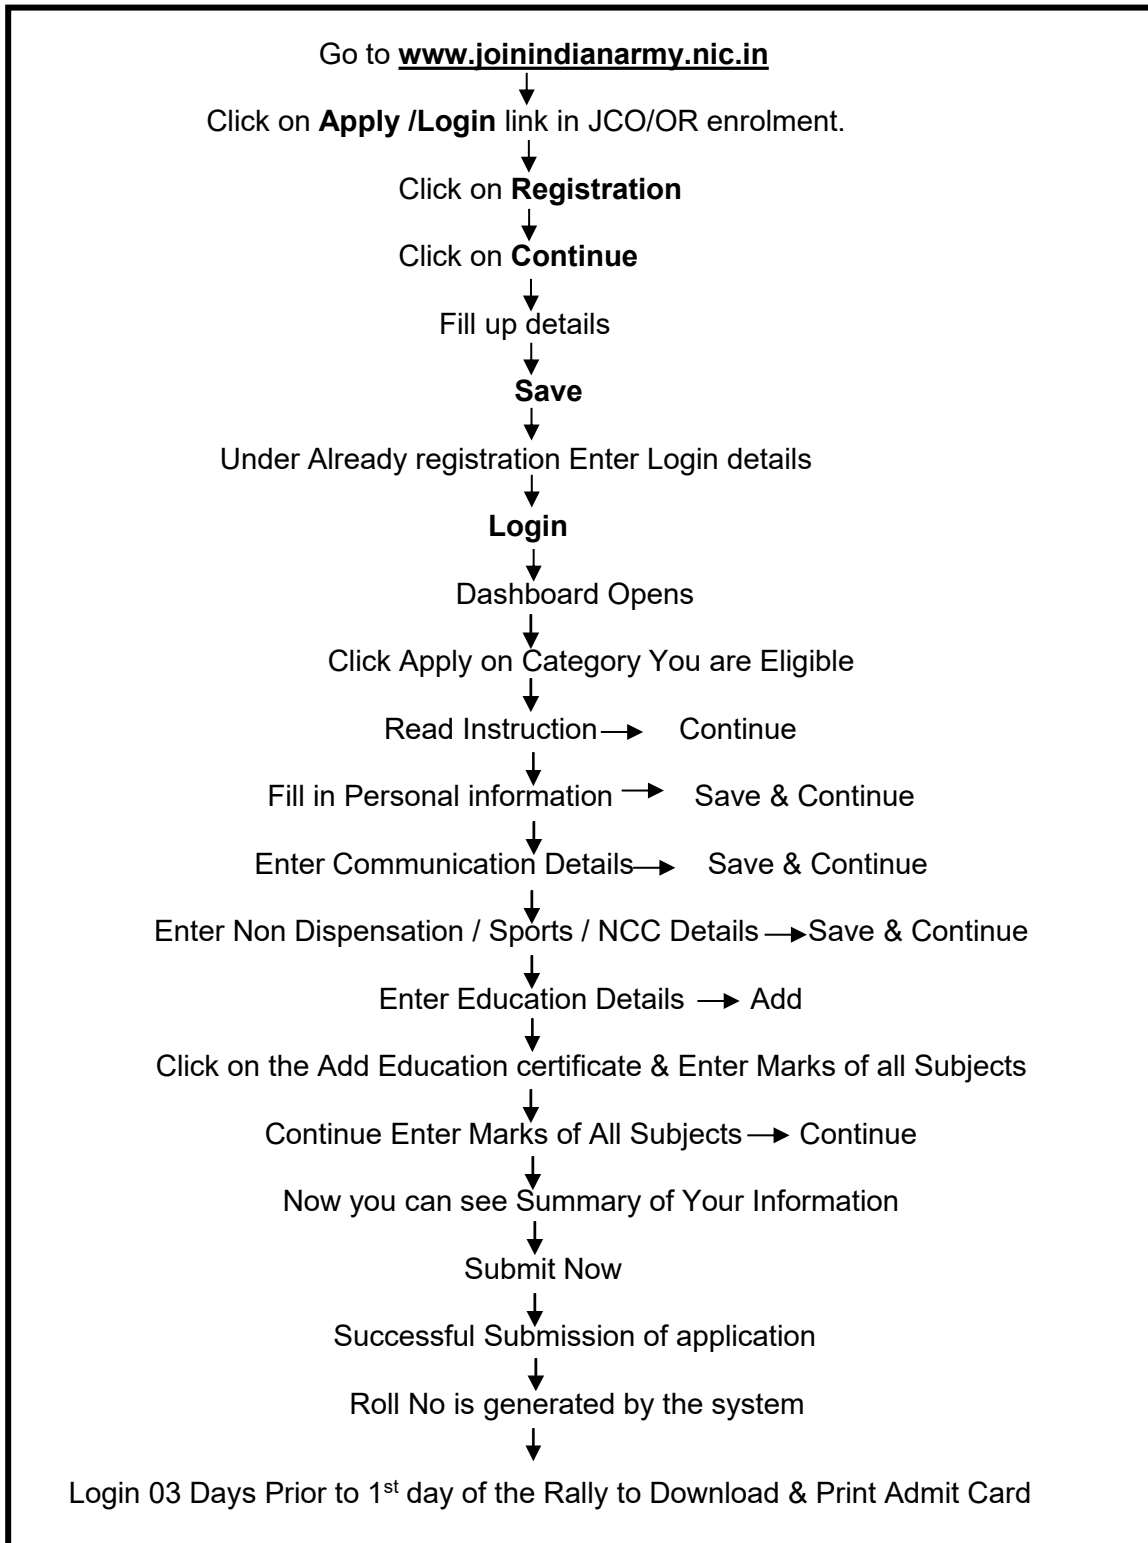 Go to www.joinindianarmy.nic.in
Click on Apply /Login link in JCO/OR enrolment.
Click on Registration
Click on Continue
Fill up details
Save
Under Already registration Enter Login details
Login
Dashboard Opens
Click Apply on Category You are Eligible
Read Instruction → Continue
Fill in Personal information → Save & Continue
Enter Communication Details → Save & Continue
Enter Non Dispensation / Sports / NCC Details → Save & Continue
Enter Education Details → Add
Click on the Add Education certificate & Enter Marks of all Subjects
Continue Enter Marks of All Subjects → Continue
Now you can see Summary of Your Information
Submit Now
Successful Submission of application
Roll No is generated by the system
Login 03 Days Prior to 1st day of the Rally to Download & Print Admit Card